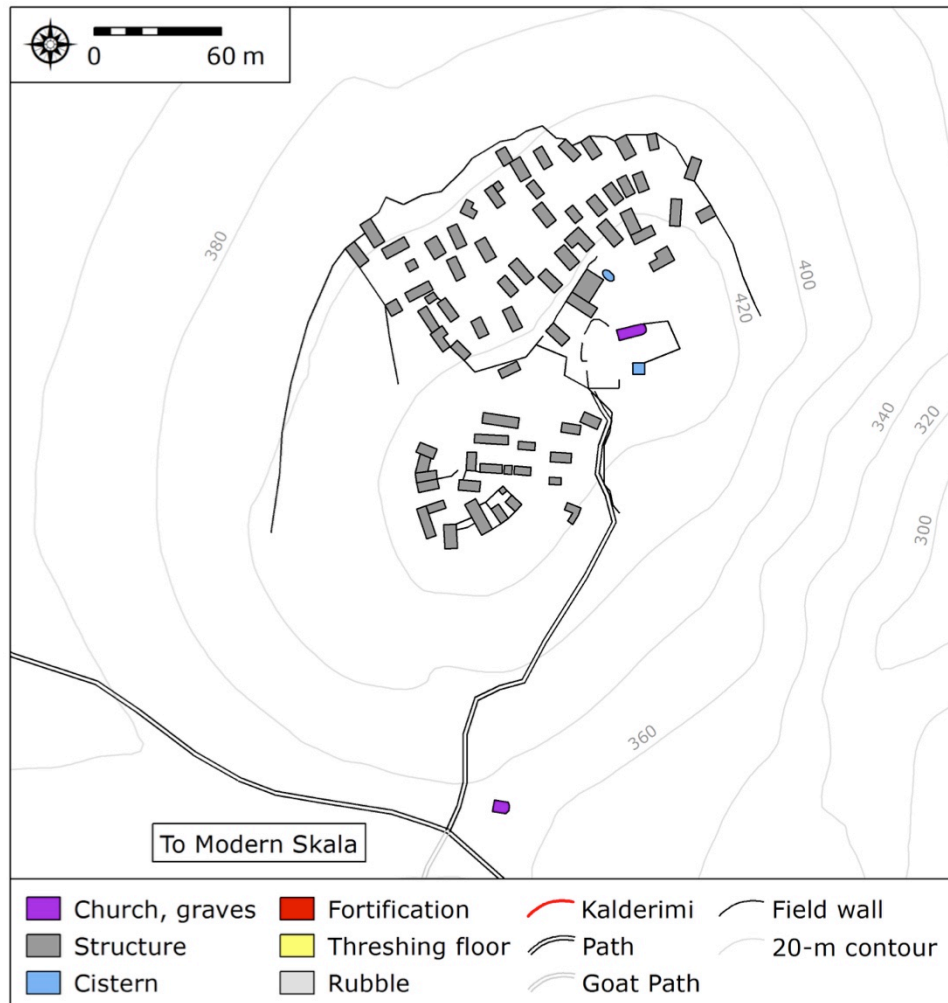 0 60 m
380
400
420
340
320
300
360
To Modern Skala
Church, graves
Structure
Cistern
Fortification
Threshing floor
Rubble
Kalderimi
Path
Goat Path
Field wall
20-m contour